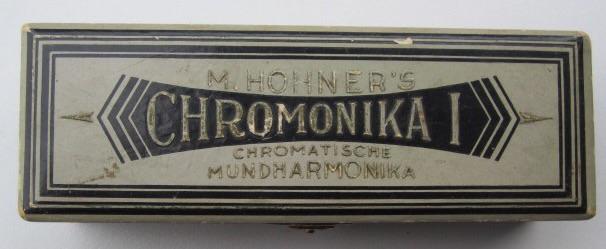 M. HOHNER'S
CHROMONIKA I
CHROMATISCHE
MUNDHARMONIKA